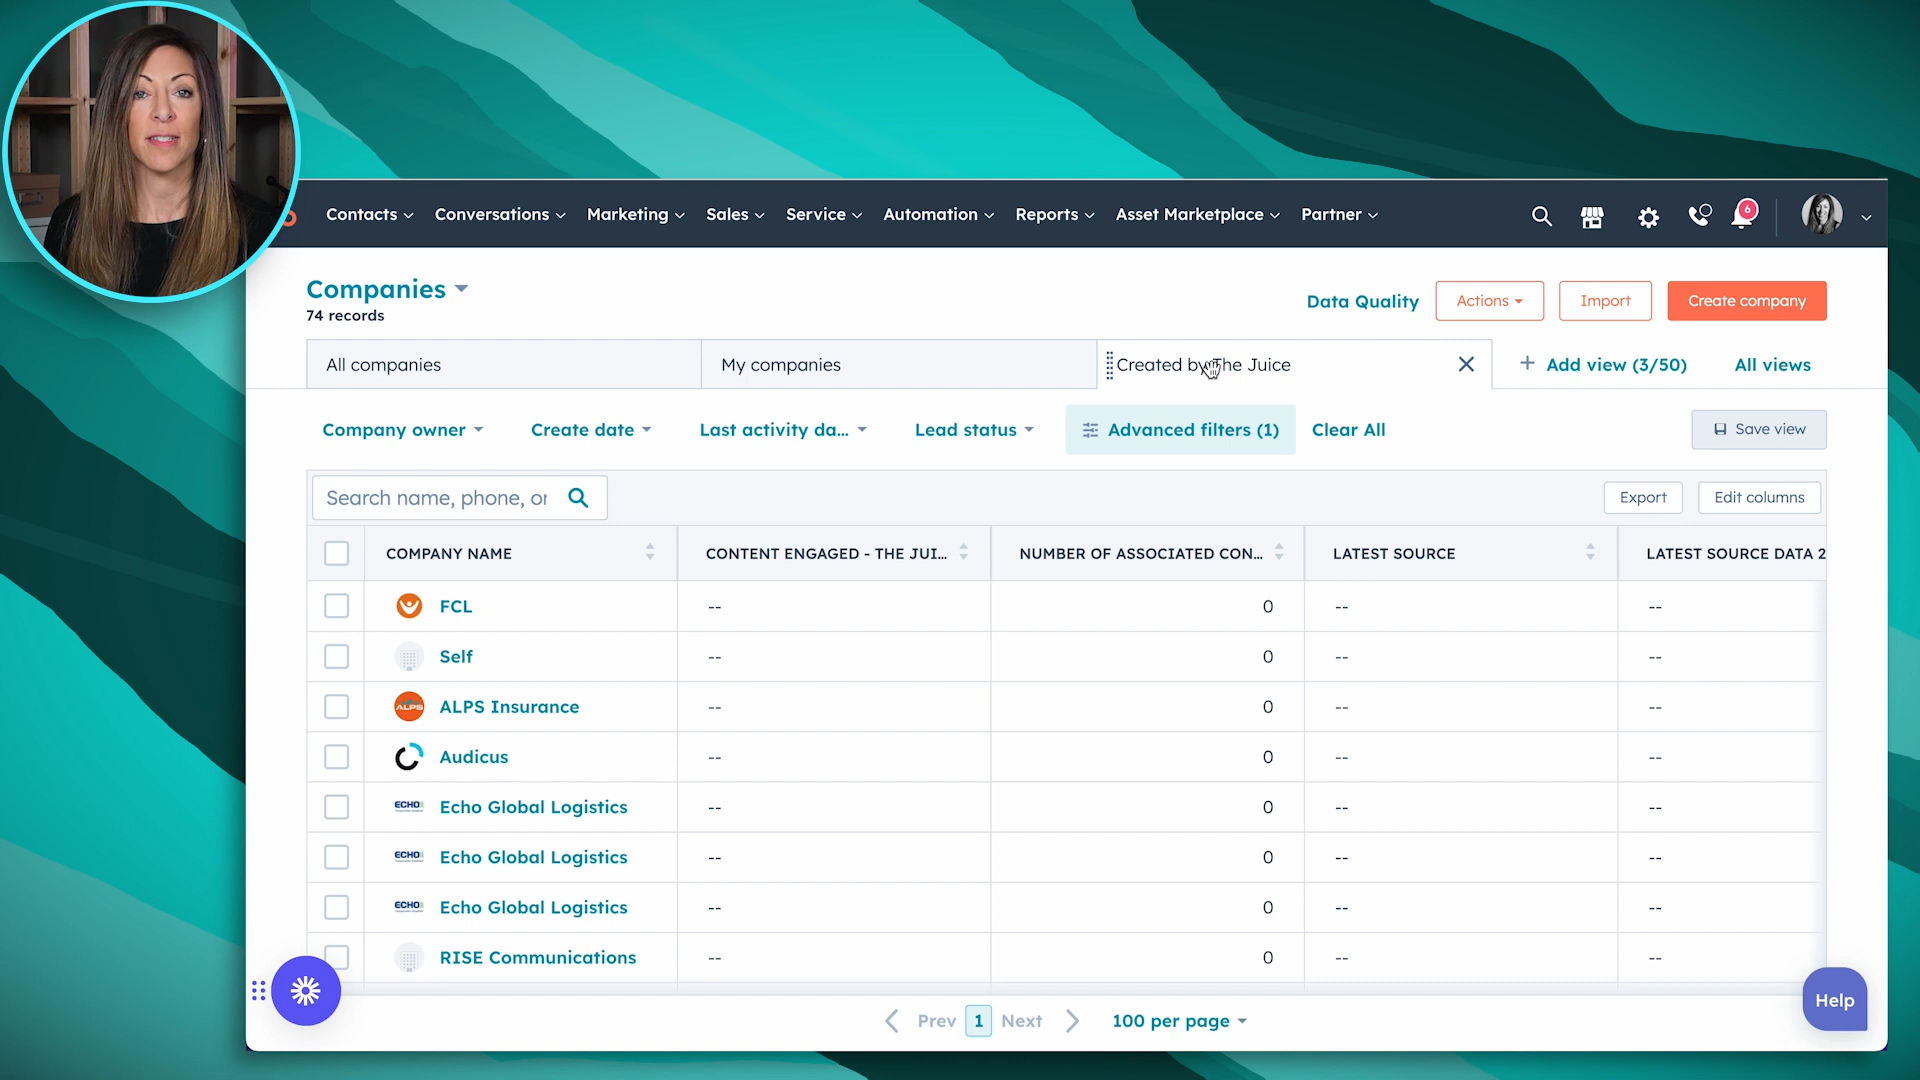 Contacts Conversations Marketing Sales Service Automation Reports Asset Marketplace Partner 6
Companies
74 records
Data Quality Actions Import Create company
All companies My companies Created by The Juice + Add view (3/50) All views
Company owner Create date Last activity da... Lead status Advanced filters (1) Clear All Save view
Search name, phone, or Export Edit columns
COMPANY NAME CONTENT ENGAGED - THE JUI... NUMBER OF ASSOCIATED CON... LATEST SOURCE LATEST SOURCE DATA 2
FCL -- 0 -- --
Self -- 0 -- --
ALPS ALPS Insurance -- 0 -- --
Audicus -- 0 -- --
ECHO Echo Global Logistics -- 0 -- --
ECHO Echo Global Logistics -- 0 -- --
ECHO Echo Global Logistics -- 0 -- --
RISE Communications -- 0 -- --
Help
Prev 1 Next 100 per page